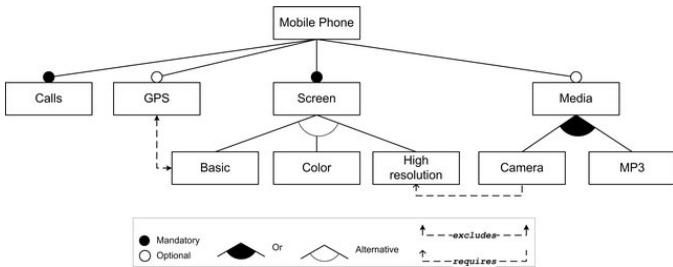 Mobile Phone
Calls
GPS
Screen
Media
Basic
Color
High
resolution
Camera
MP3
Mandatory
Optional
Or
Alternative
excludes
requires